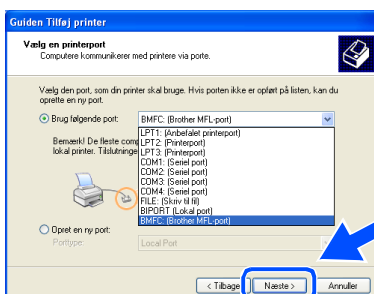 Guiden Tilføj printer
Vælg en printerport
Computere kommunikerer med printere via porte.
Vælg den port, som din printer skal bruge. Hvis porten ikke er opført på listen, kan du
oprette en ny port.
Brug følgende port:
BMFC: (Brother MFL-port)
Bemærk! De fleste
lokal printer.
LPT1: (Anbefalet printerport)
LPT2: (Printerport)
LPT3: (Printerport)
COM1: (Seriel port)
COM2: (Seriel port)
COM3: (Seriel port)
COM4: (Seriel port)
FILE: (Skriv til fil)
BIPORT (Lokal port)
BMFC: (Brother MFL-port)
Opret en ny port:
Porttype:
Local Port
< Tilbage
Næste >
Annuller